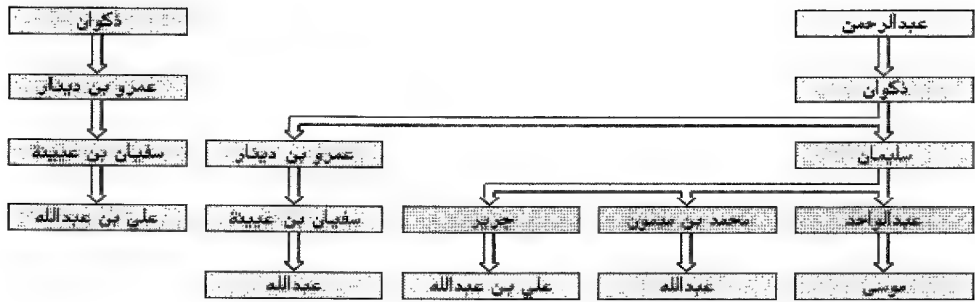 عبدالرحمن
ذكوان
ذكوان
عمرو بن دينار
سليمان
عمرو بن دينار
سفيان بن عيينة
عبدالواحد
محمد بن ميمون
جرير
سفيان بن عيينة
علي بن عبدالله
موسى
عبدالله
علي بن عبدالله
عبدالله